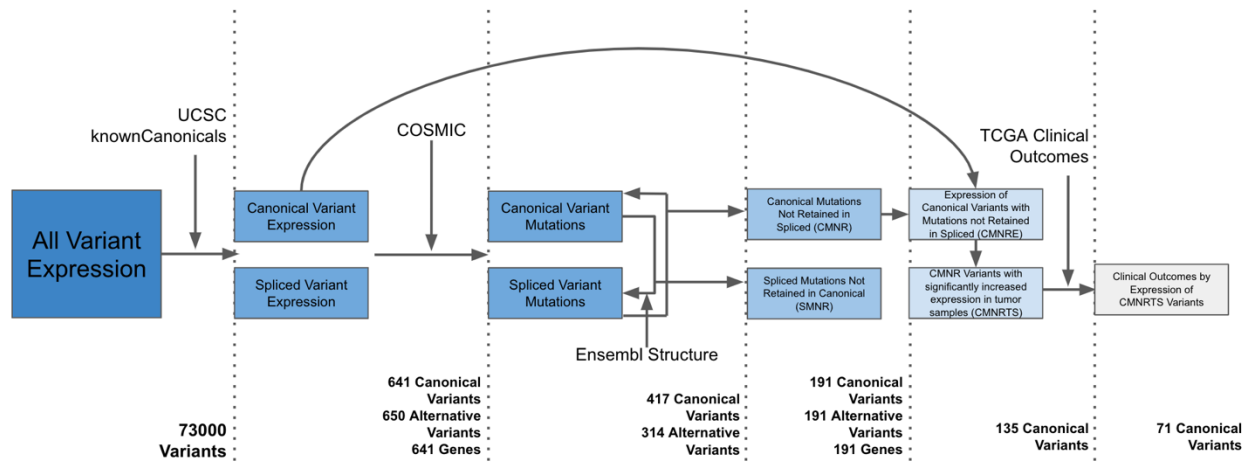 UCSC
knownCanonicals
COSMIC
TCGA Clinical
Outcomes
All Variant
Expression
Canonical Variant
Expression
Spliced Variant
Expression
Canonical Variant
Mutations
Spliced Variant
Mutations
Ensembl Structure
Canonical Mutations
Not Retained in
Spliced (CMNR)
Spliced Mutations Not
Retained in Canonical
(SMNR)
Expression of
Canonical Variants with
Mutations not Retained
in Spliced (CMNRE)
CMNR Variants with
significantly increased
expression in tumor
samples (CMNRTS)
Clinical Outcomes by
Expression of
CMNRTS Variants
73000
Variants
641 Canonical
Variants
650 Alternative
Variants
641 Genes
417 Canonical
Variants
314 Alternative
Variants
191 Canonical
Variants
191 Alternative
Variants
191 Genes
135 Canonical
Variants
71 Canonical
Variants